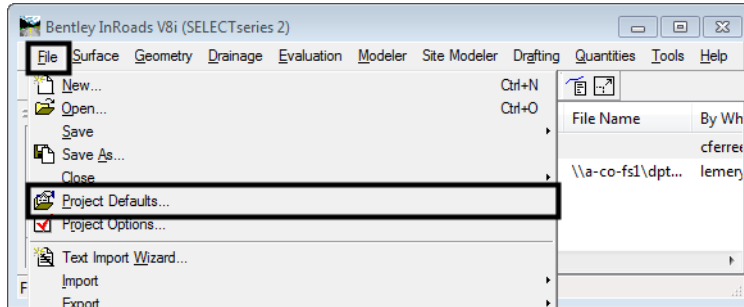 Bentley InRoads V8i (SELECTseries 2)
File Surface Geometry Drainage Evaluation Modeler Site Modeler Drafting Quantities Tools Help
New... Ctrl+N
Open... Ctrl+O
Save
Save As...
Close
Project Defaults...
Project Options...
Text Import Wizard...
Import
Export
File Name By Wh
cferree
\\a-co-fs1\dpt... lemery
F